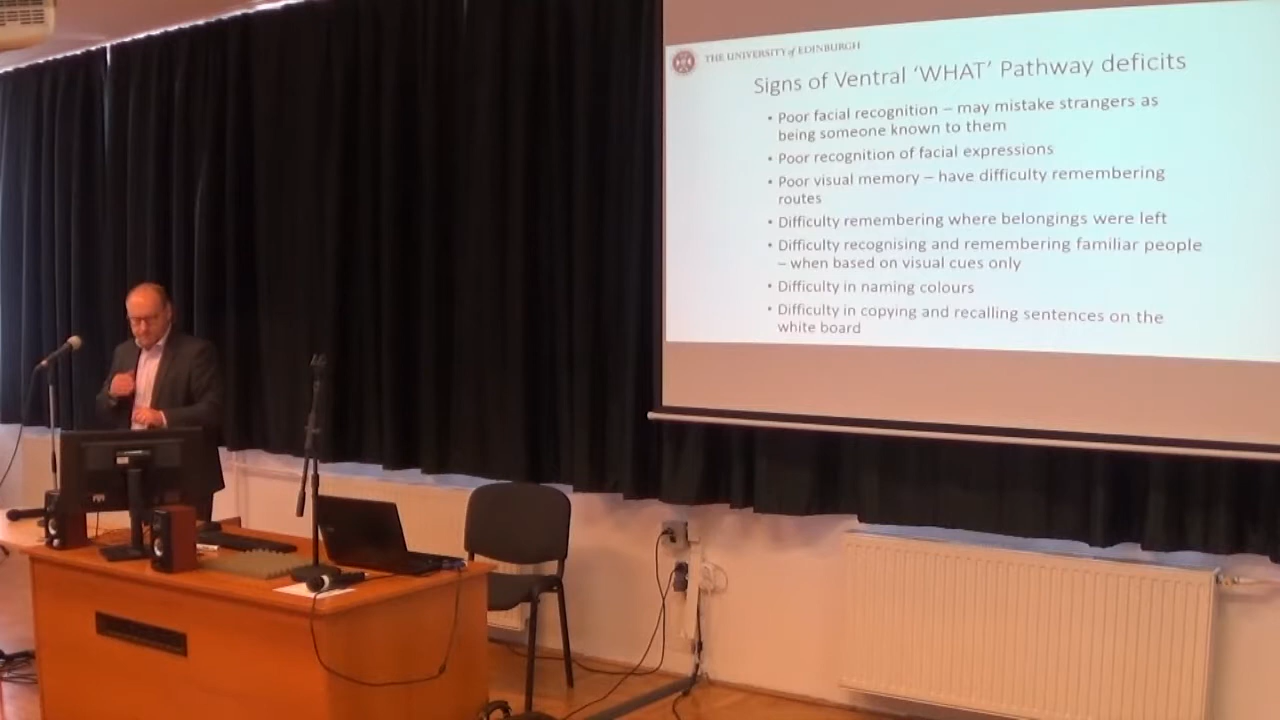 THE UNIVERSITY of EDINBURGH
Signs of Ventral ‘WHAT’ Pathway deficits
• Poor facial recognition – may mistake strangers as
being someone known to them
• Poor recognition of facial expressions
• Poor visual memory – have difficulty remembering
routes
• Difficulty remembering where belongings were left
• Difficulty recognising and remembering familiar people
– when based on visual cues only
• Difficulty in naming colours
• Difficulty in copying and recalling sentences on the
white board